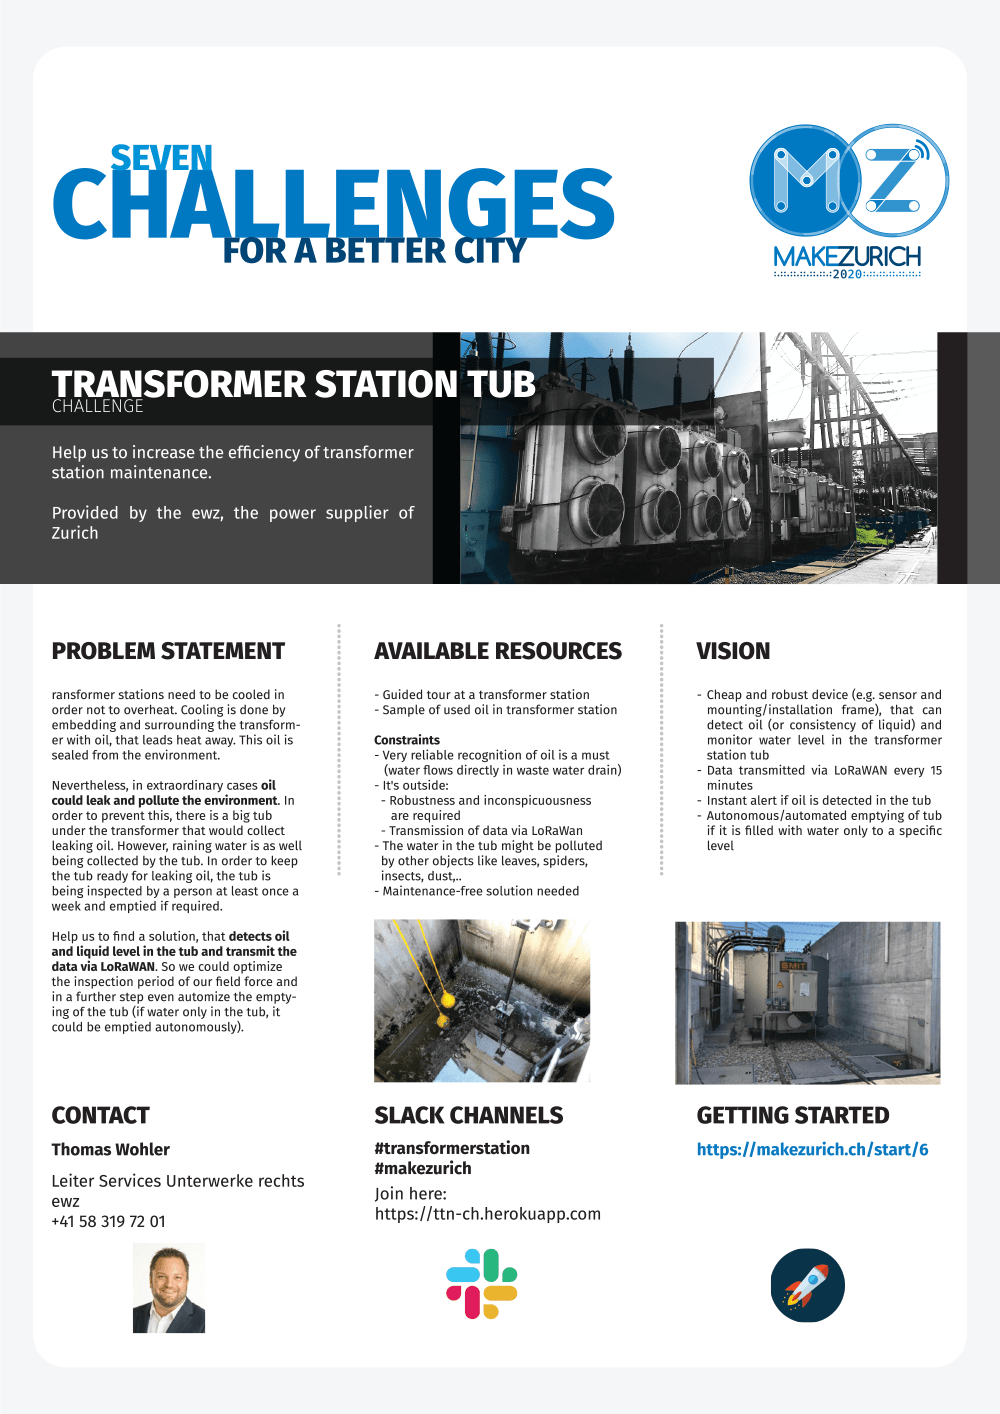 SEVEN
CHALLENGES
FOR A BETTER CITY
MZ
MAKEZURICH
2020
TRANSFORMER STATION TUB
CHALLENGE
Help us to increase the efficiency of transformer
station maintenance.
Provided by the ewz, the power supplier of
Zurich
PROBLEM STATEMENT
ransformer stations need to be cooled in
order not to overheat. Cooling is done by
embedding and surrounding the transform-
er with oil, that leads heat away. This oil is
sealed from the environment.
Nevertheless, in extraordinary cases oil
could leak and pollute the environment. In
order to prevent this, there is a big tub
under the transformer that would collect
leaking oil. However, raining water is as well
being collected by the tub. In order to keep
the tub ready for leaking oil, the tub is
being inspected by a person at least once a
week and emptied if required.
Help us to find a solution, that detects oil
and liquid level in the tub and transmit the
data via LoRaWAN. So we could optimize
the inspection period of our field force and
in a further step even automize the empty-
ing of the tub (if water only in the tub, it
could be emptied autonomously).
AVAILABLE RESOURCES
- Guided tour at a transformer station
- Sample of used oil in transformer station
Constraints
- Very reliable recognition of oil is a must
(water flows directly in waste water drain)
- It's outside:
- Robustness and inconspicuousness
are required
- Transmission of data via LoRaWan
- The water in the tub might be polluted
by other objects like leaves, spiders,
insects, dust,..
- Maintenance-free solution needed
VISION
- Cheap and robust device (e.g. sensor and
mounting/installation frame), that can
detect oil (or consistency of liquid) and
monitor water level in the transformer
station tub
- Data transmitted via LoRaWAN every 15
minutes
- Instant alert if oil is detected in the tub
- Autonomous/automated emptying of tub
if it is filled with water only to a specific
level
SMIT
CONTACT
Thomas Wohler
Leiter Services Unterwerke rechts
ewz
+41 58 319 72 01
SLACK CHANNELS
#transformerstation
#makezurich
Join here:
https://ttn-ch.herokuapp.com
GETTING STARTED
https://makezurich.ch/start/6